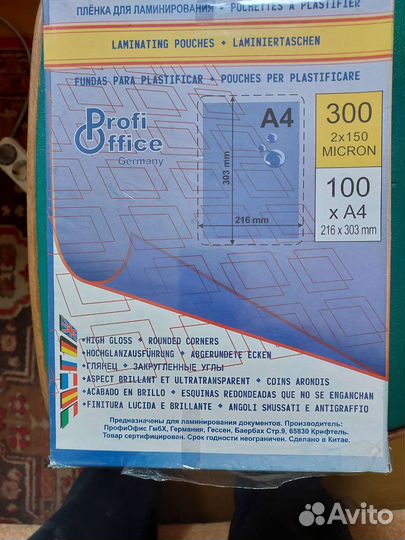 ПЛЁНКА ДЛЯ ЛАМИНИРОВАНИЯ • POCHETTES A PLASTIFIER
LAMINATING POUCHES • LAMINIERTASCHEN
FUNDAS PARA PLASTIFICAR • POUCHES PER PLASTIFICARE
Profi
Office
Germany
A4
303 mm
216 mm
300
2x150
MICRON
100
x A4
216 x 303 mm
•HIGH GLOSS • ROUNDED CORNERS
•HOCHGLANZAUSFÜHRUNG • ABGERUNDETE ECKEN
•ГЛЯНЕЦ • ЗАКРУГЛЕННЫЕ УГЛЫ
•ASPECT BRILLANT ET ULTRATRANSPARENT • COINS ARONDIS
•ACABADO EN BRILLO • ESQUINAS REDONDEADAS QUE NO SE ENGANCHAN
•FINITURA LUCIDA E BRILLANTE • ANGOLI SMUSSATI E ANTIGRAFFIO
Предназначены для ламинирования документов. Производитель:
ПрофиОфис ГмбХ, Германия, Гессен, Баербах Стр.9, 65830 Крифтель.
Товар сертифицирован. Срок годности неограничен. Сделано в Китае.
Avito